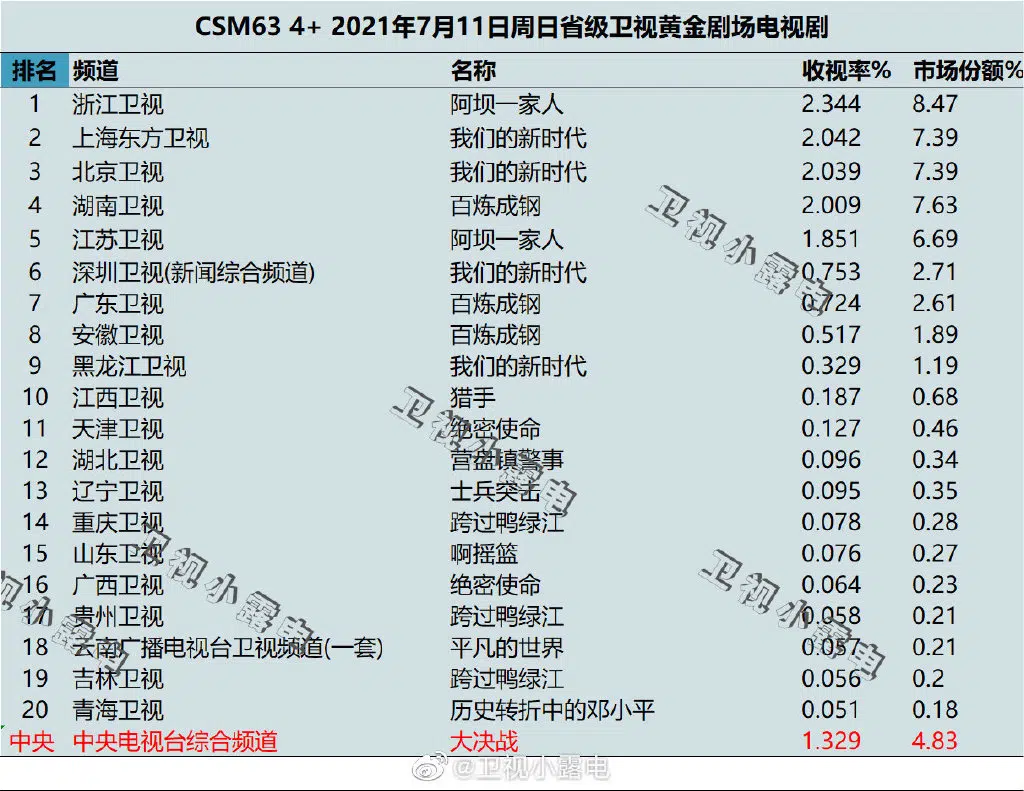 CSM63 4+ 2021年7月11日周日省级卫视黄金剧场电视剧
排名 频道 名称 收视率% 市场份额%
1 浙江卫视 阿坝一家人 2.344 8.47
2 上海东方卫视 我们的新时代 2.042 7.39
3 北京卫视 我们的新时代 2.039 7.39
4 湖南卫视 百炼成钢 2.009 7.63
5 江苏卫视 阿坝一家人 1.851 6.69
6 深圳卫视(新闻综合频道) 我们的新时代 0.753 2.71
7 广东卫视 百炼成钢 0.724 2.61
8 安徽卫视 百炼成钢 0.517 1.89
9 黑龙江卫视 我们的新时代 0.329 1.19
10 江西卫视 猎手 0.187 0.68
11 天津卫视 绝密使命 0.127 0.46
12 湖北卫视 营盘镇警事 0.096 0.34
13 辽宁卫视 士兵突击 0.095 0.35
14 重庆卫视 跨过鸭绿江 0.078 0.28
15 山东卫视 啊摇篮 0.076 0.27
16 广西卫视 绝密使命 0.064 0.23
17 贵州卫视 跨过鸭绿江 0.058 0.21
18 云南广播电视台卫视频道(一套) 平凡的世界 0.057 0.21
19 吉林卫视 跨过鸭绿江 0.056 0.2
20 青海卫视 历史转折中的邓小平 0.051 0.18
中央 中央电视台综合频道 大决战 1.329 4.83
卫视小露电
卫视小露电
卫视小露电
视小露电
卫视小露电
@卫视小露电